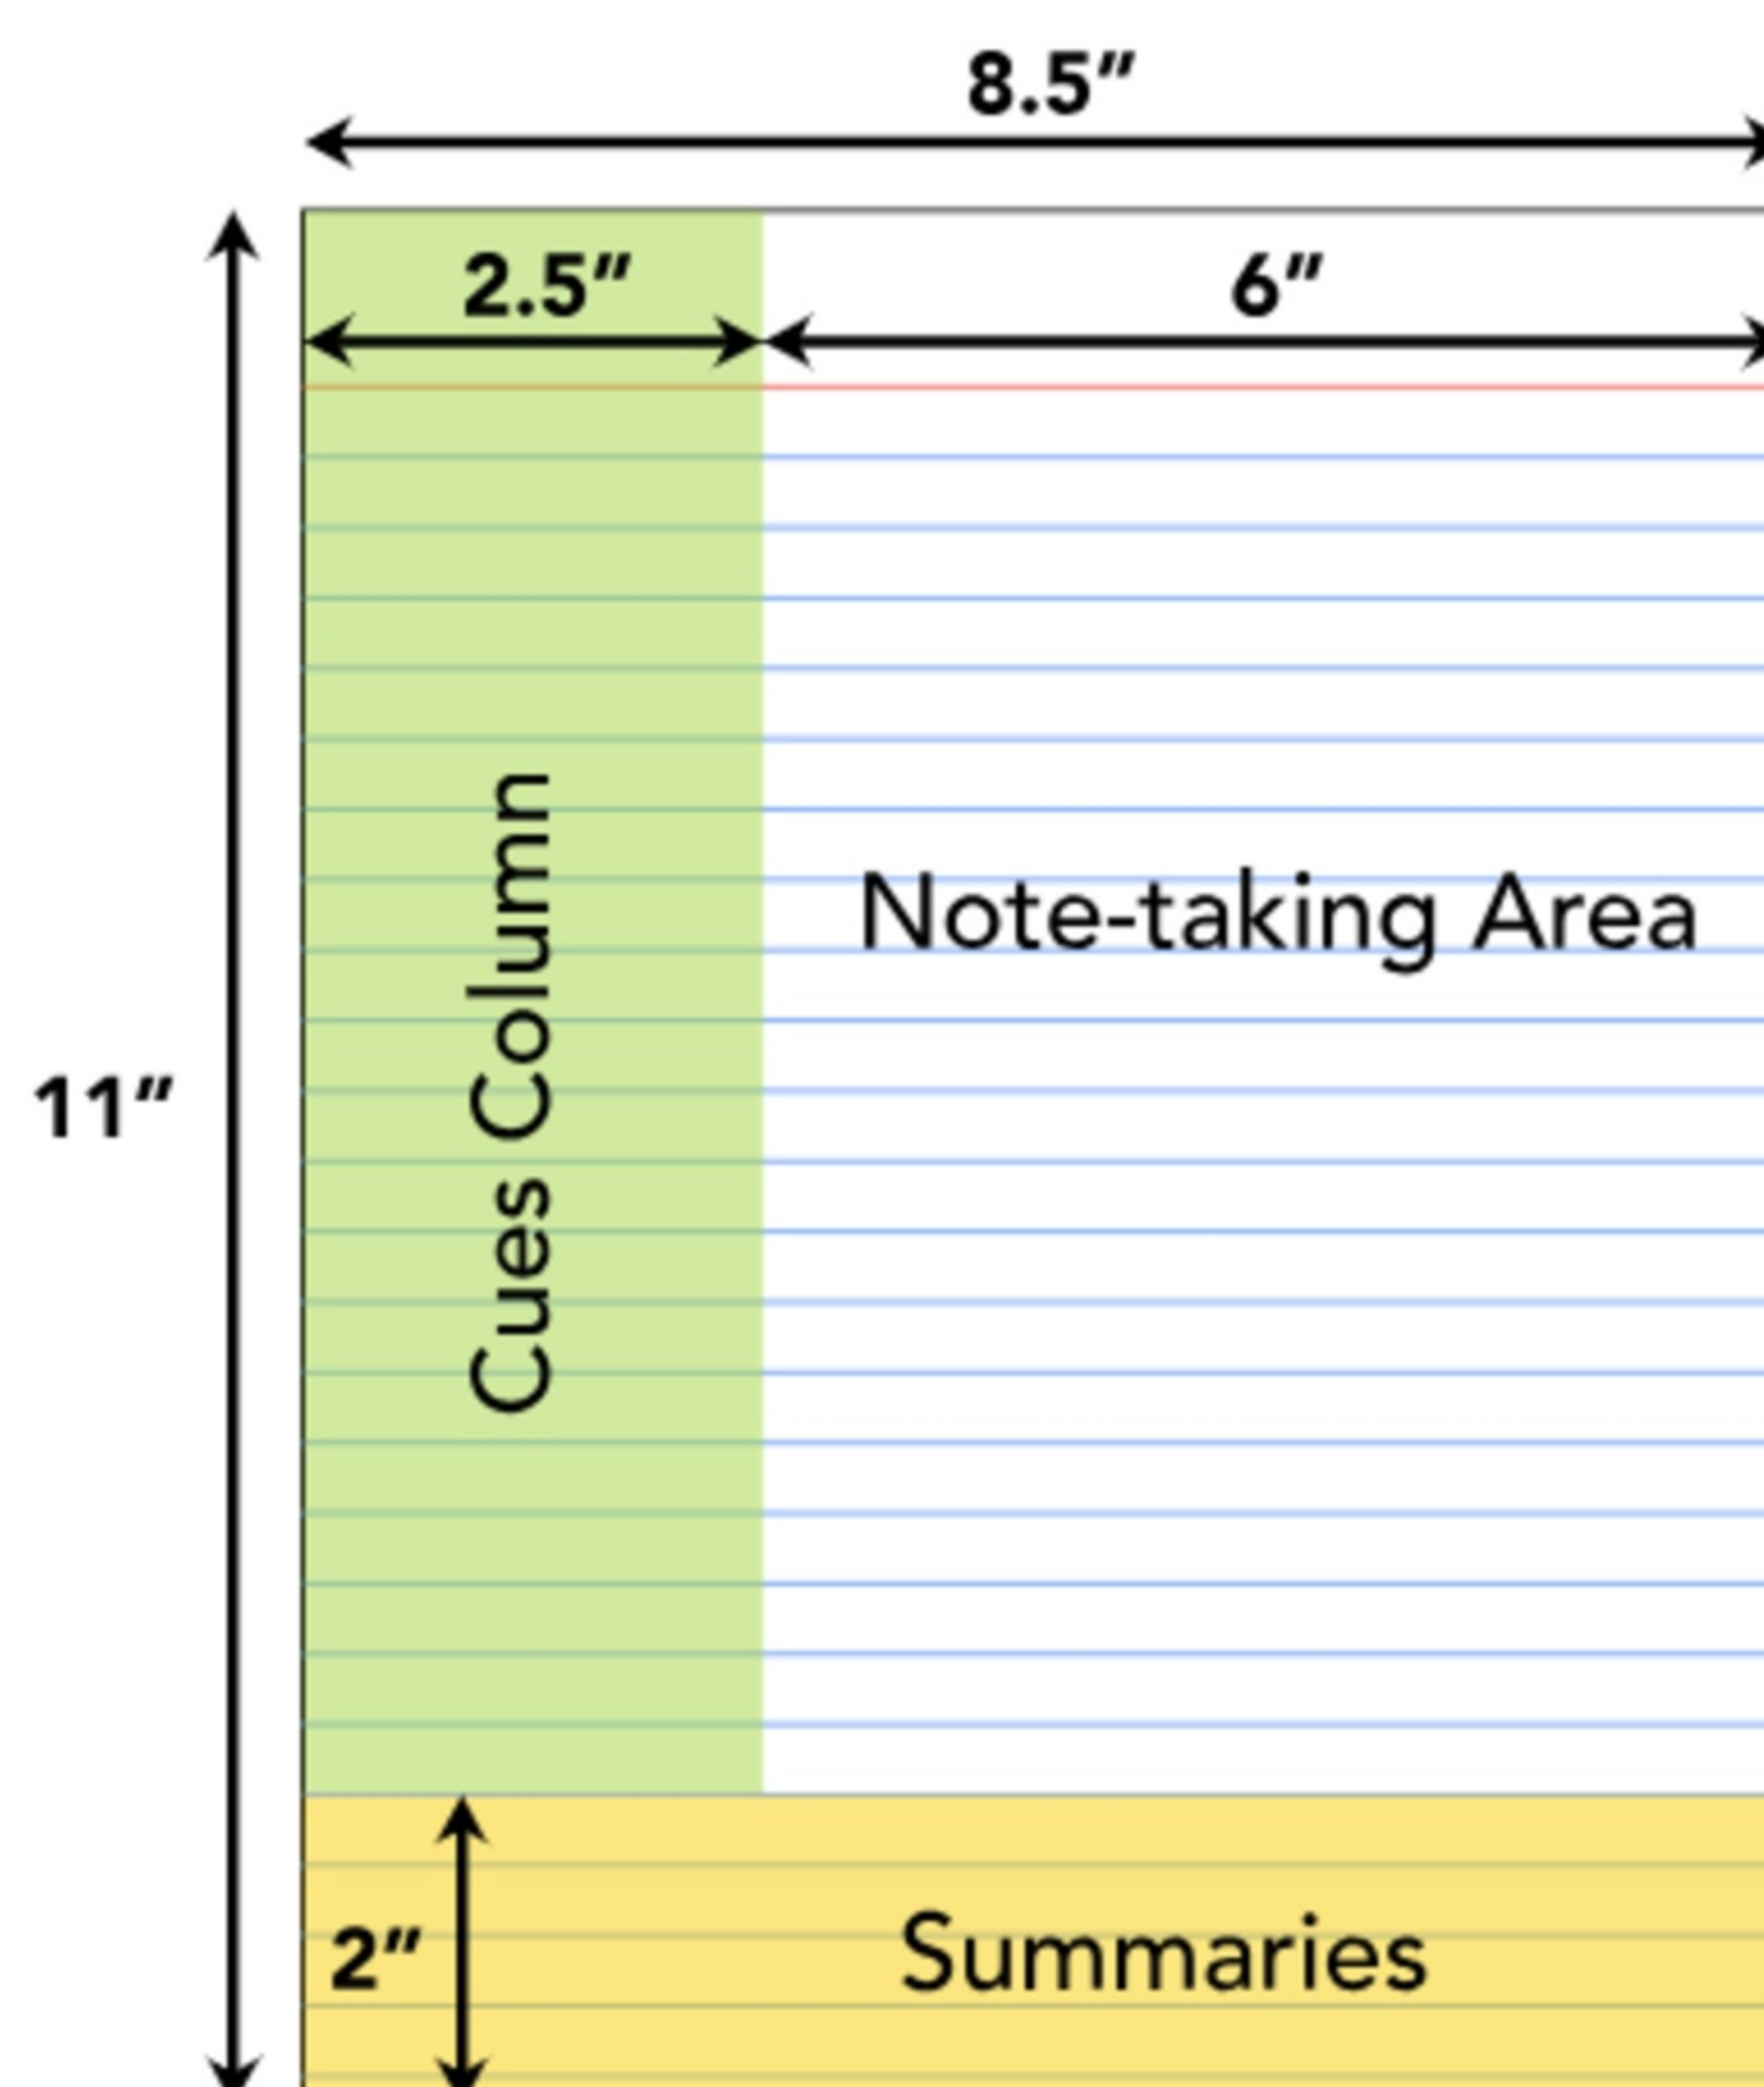 8.5″
2.5″
6″
Cues Column
Note-taking Area
11″
2″
Summaries